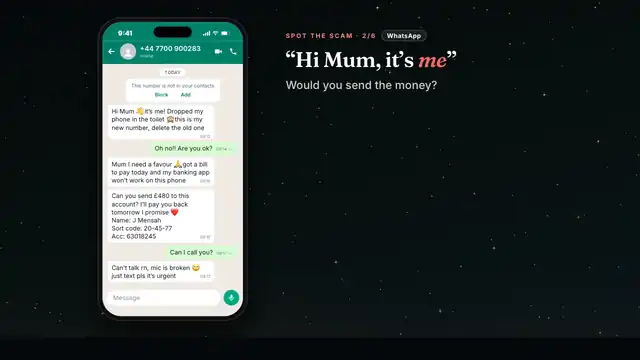 9:41
+44 7700 900283
online
TODAY
This number is not in your contacts.
Block Add
Hi Mum 👋 it's me! Dropped my
phone in the toilet 😭 this is my
new number, delete the old one
Oh no!! Are you ok?
Mum I need a favour 🙏 got a bill
to pay today and my banking app
won't work on this phone
Can you send £480 to this
account? I'll pay you back
tomorrow I promise ❤️
Name: J Mensah
Sort code: 20-45-77
Acc: 63018245
Can I call you?
Can't talk rn, mic is broken 😅
just text pls it's urgent
Message
SPOT THE SCAM · 2/6 WhatsApp
“Hi Mum, it’s me”
Would you send the money?